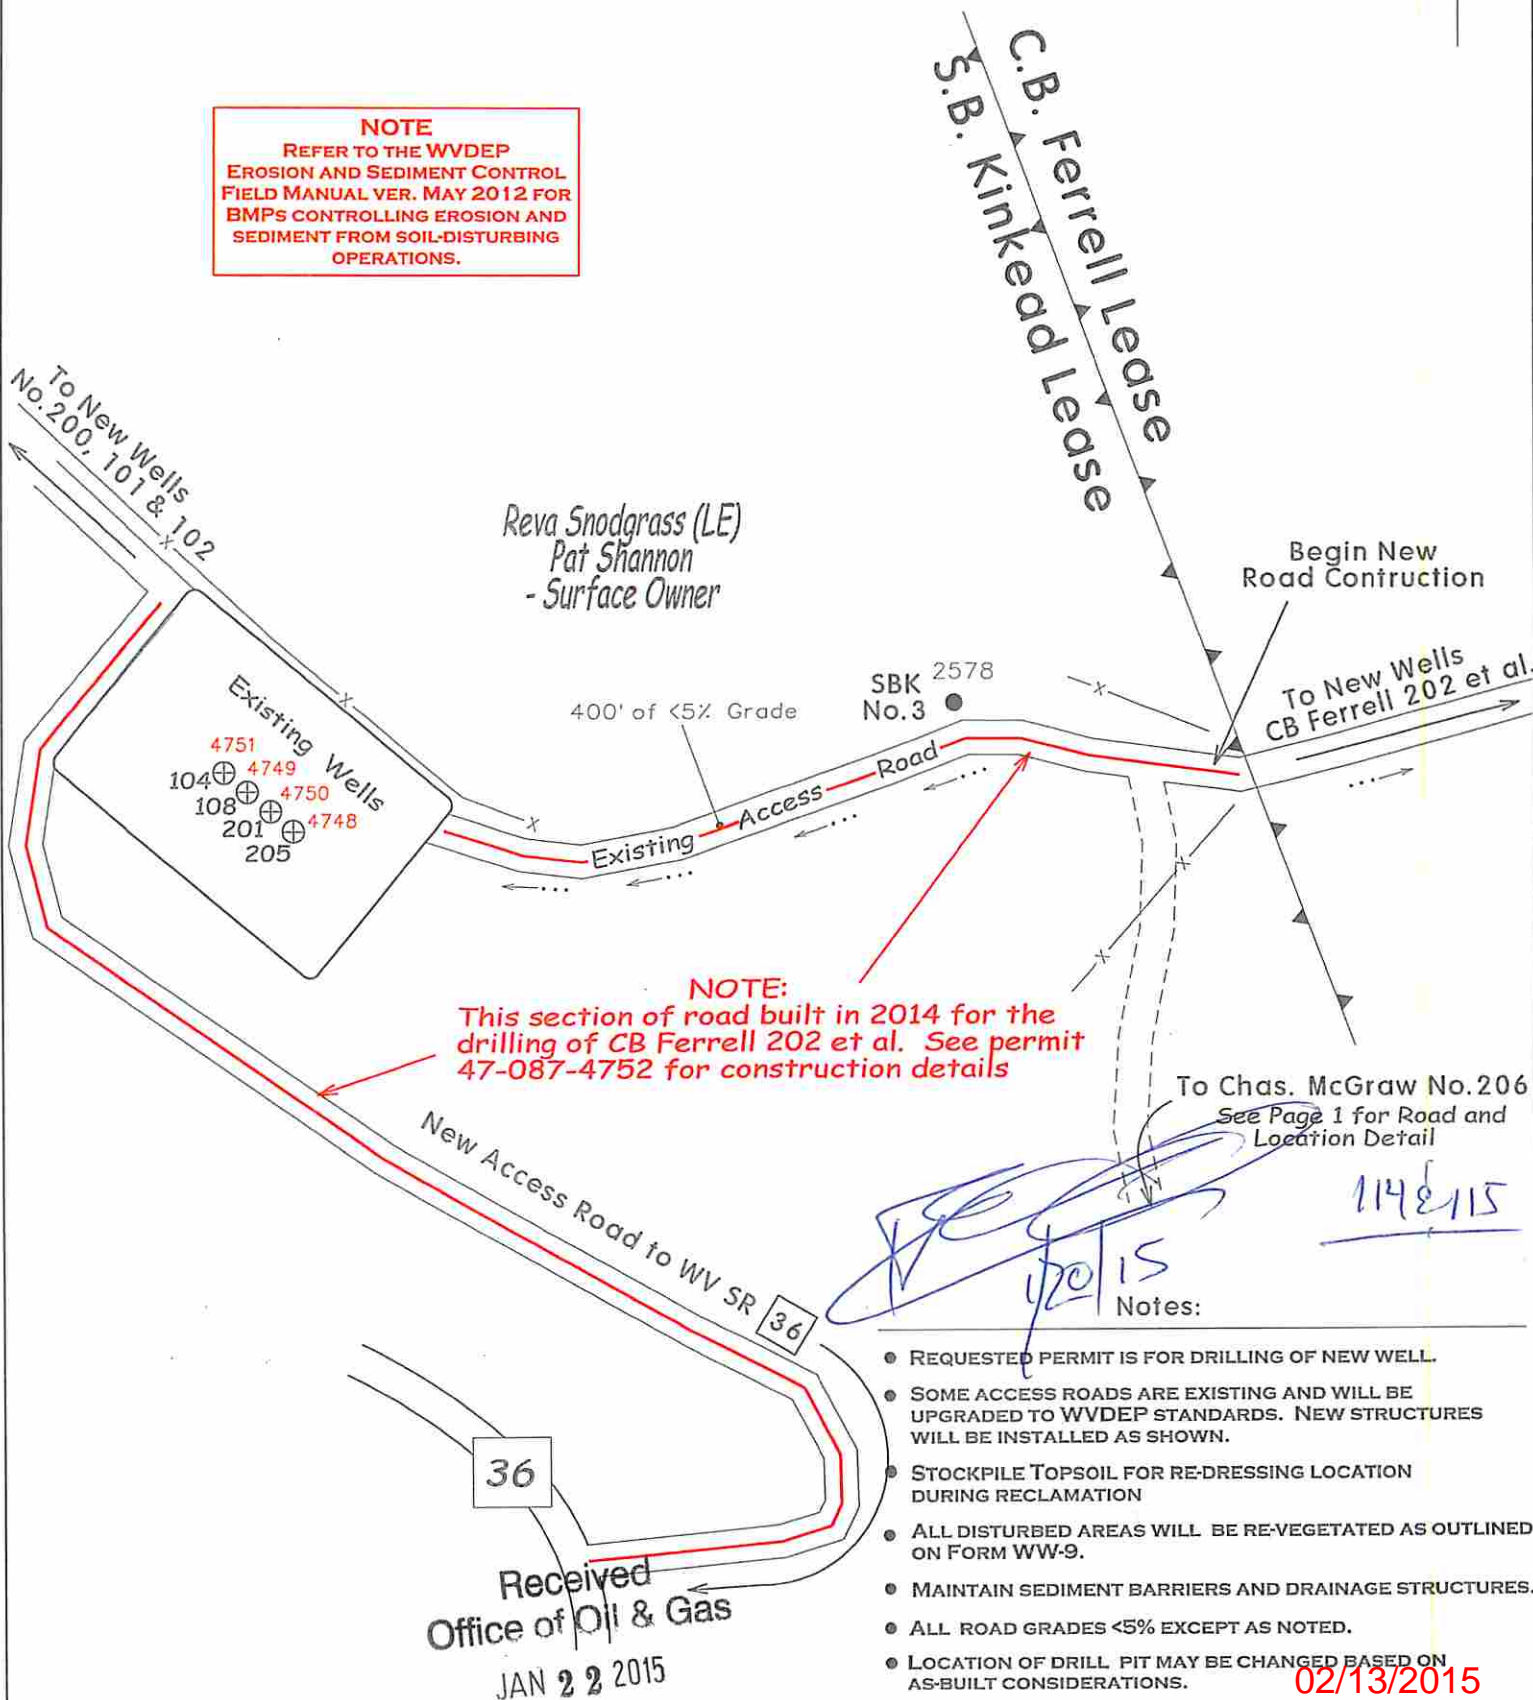 C.B. Ferrell Lease
S.B. Kinkead Lease
NOTE
REFER TO THE WVDEP
EROSION AND SEDIMENT CONTROL
FIELD MANUAL VER. MAY 2012 FOR
BMPS CONTROLLING EROSION AND
SEDIMENT FROM SOIL-DISTURBING
OPERATIONS.
To New Wells
No.200, 101 & 102
Reva Snodgrass (LE)
Pat Shannon
- Surface Owner
Begin New
Road Contruction
To New Wells
CB Ferrell 202 et al.
SBK
No.3
2578
400' of <5% Grade
Existing Wells
4751
104
4749
108
4750
201
4748
205
Existing Access Road
NOTE:
This section of road built in 2014 for the
drilling of CB Ferrell 202 et al. See permit
47-087-4752 for construction details
To Chas. McGraw No.206
See Page 1 for Road and
Location Detail
114 & 115
1/20/15
New Access Road to WV SR 36
36
Notes:
• REQUESTED PERMIT IS FOR DRILLING OF NEW WELL.
• SOME ACCESS ROADS ARE EXISTING AND WILL BE
UPGRADED TO WVDEP STANDARDS. NEW STRUCTURES
WILL BE INSTALLED AS SHOWN.
• STOCKPILE TOPSOIL FOR RE-DRESSING LOCATION
DURING RECLAMATION
• ALL DISTURBED AREAS WILL BE RE-VEGETATED AS OUTLINED
ON FORM WW-9.
• MAINTAIN SEDIMENT BARRIERS AND DRAINAGE STRUCTURES.
• ALL ROAD GRADES <5% EXCEPT AS NOTED.
• LOCATION OF DRILL PIT MAY BE CHANGED BASED ON
AS-BUILT CONSIDERATIONS.
Received
Office of Oil & Gas
JAN 22 2015
02/13/2015